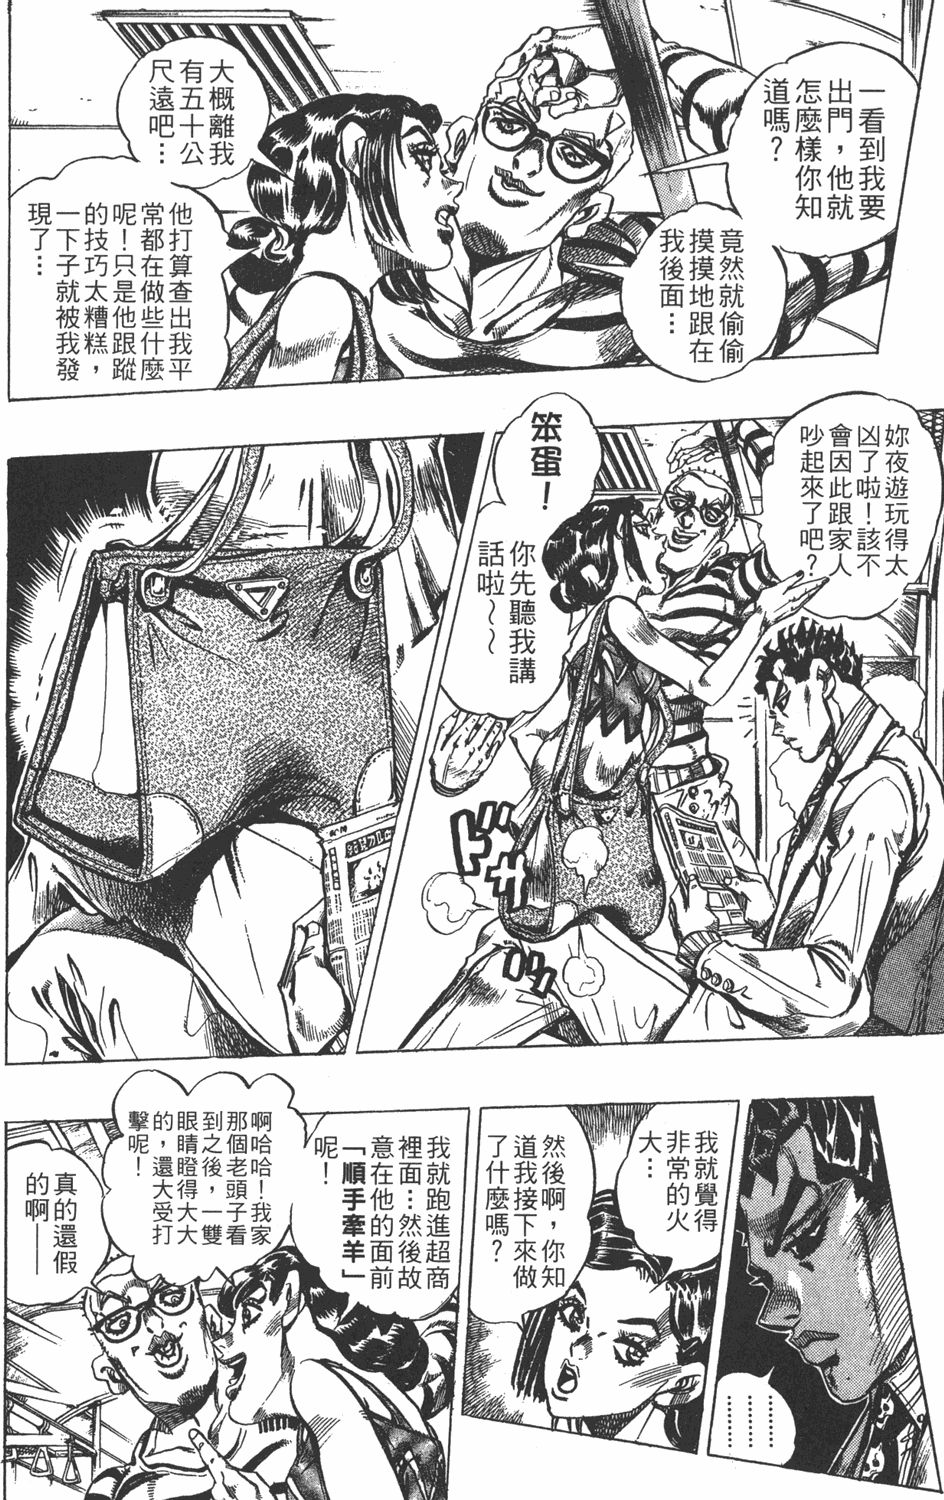 一看到我要
出門，他就
怎麼樣你知
道嗎？
竟然就偷偷
摸摸地跟在
我後面…
大概離我
有五十公
尺遠吧…
他打算查出我平
常都在做些什麼
呢！只是他跟蹤
的技巧太糟糕，
一下子就被我發
現了…
妳夜遊玩得太
凶了啦！該不
會因此跟家人
吵起來了吧？
笨蛋！
你先聽我講
話啦～～
ドサッ
我就覺得
非常的火
大…
………
………
然後啊，你知
道我接下來做
了什麼嗎？
我就跑進超商
裡面…然後故
意在他的面前
「順手牽羊」
呢！
啊哈哈！我家
那個老頭子看
到之後，一雙
眼睛瞪得大大
的，還大受打
擊呢！
真的還假
的啊——